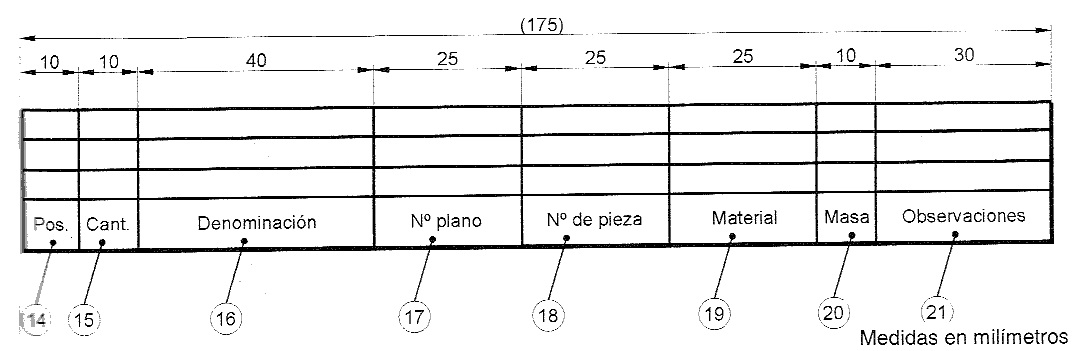 (175)
10 10 40 25 25 25 10 30
Pos. Cant. Denominación Nº plano Nº de pieza Material Masa Observaciones
14 15 16 17 18 19 20 21
Medidas en milímetros